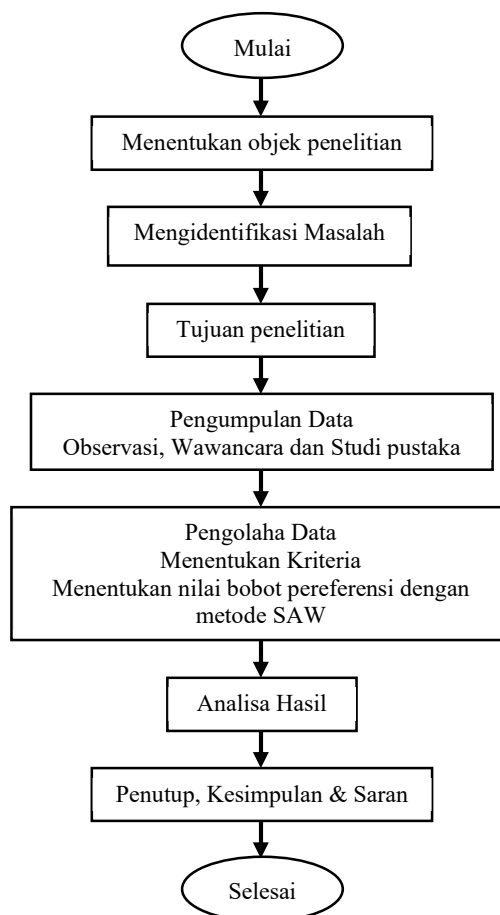 Mulai
Menentukan objek penelitian
Mengidentifikasi Masalah
Tujuan penelitian
Pengumpulan Data
Observasi, Wawancara dan Studi pustaka
Pengolaha Data
Menentukan Kriteria
Menentukan nilai bobot pereferensi dengan
metode SAW
Analisa Hasil
Penutup, Kesimpulan & Saran
Selesai